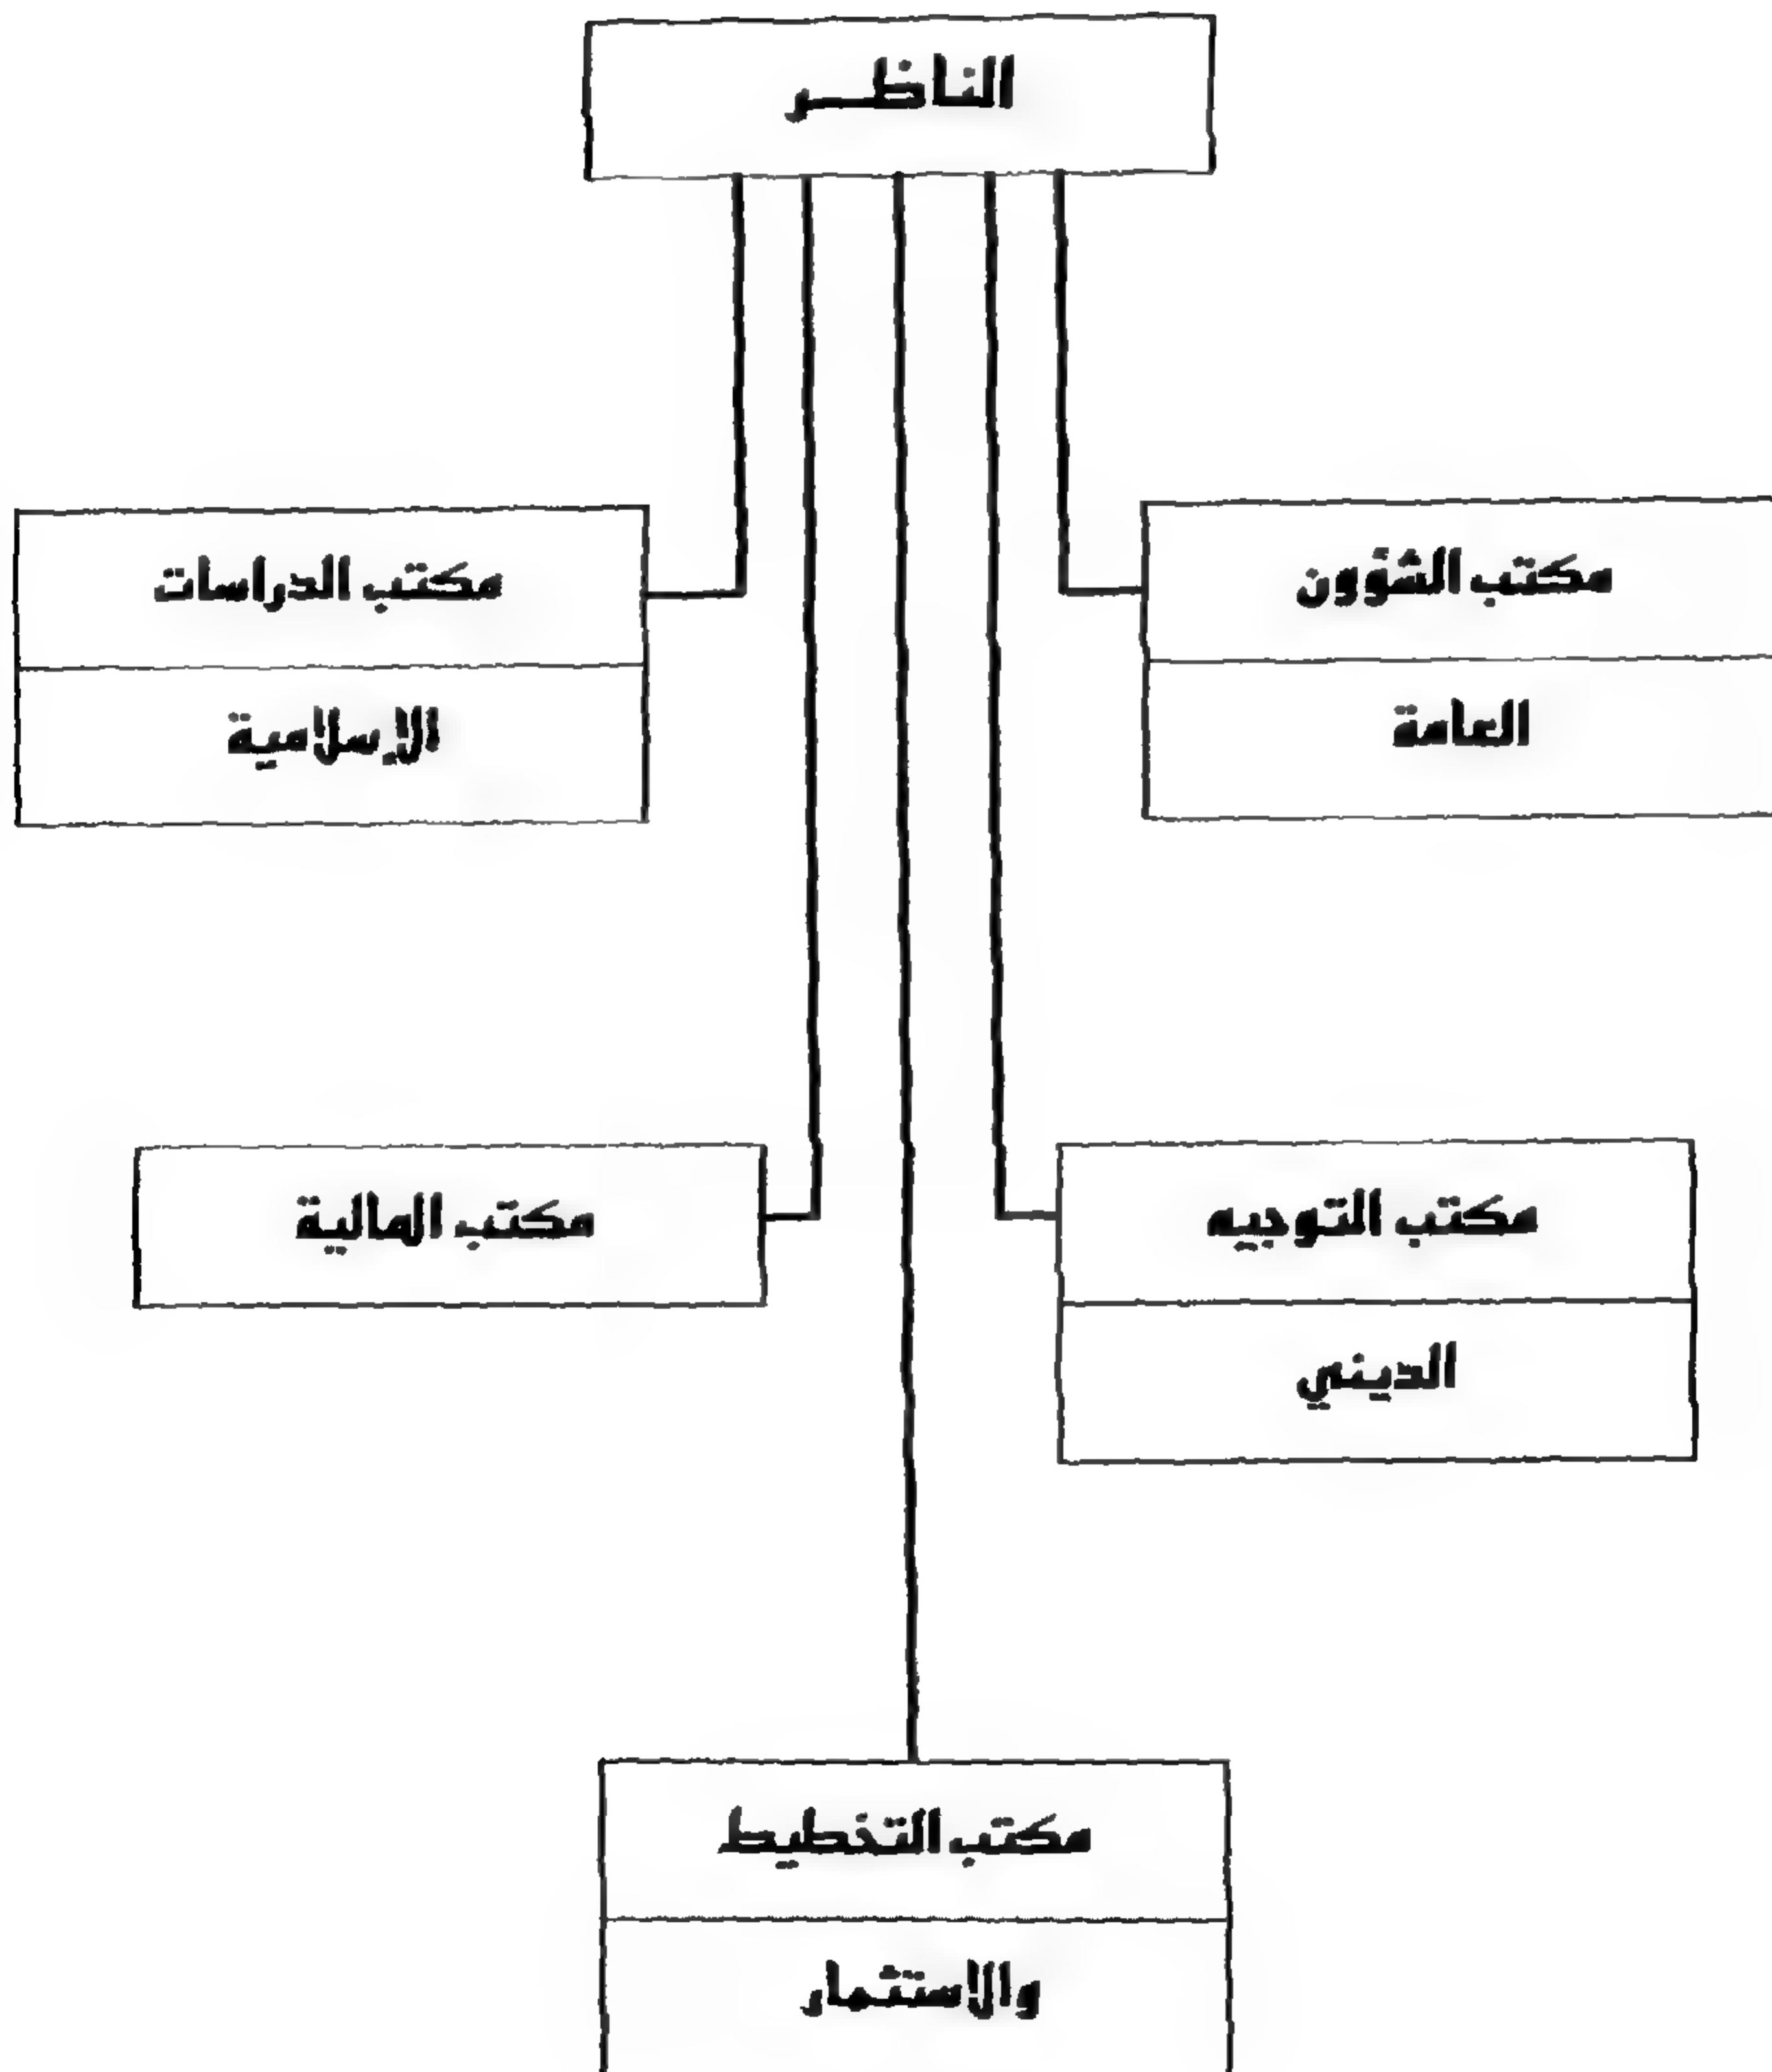 الناظـــر
مكتب الشؤون
العامة
مكتب الدراسات
الإسلامية
مكتب التوجيه
الديني
مكتب المالية
مكتب التخطيط
والاستثمار